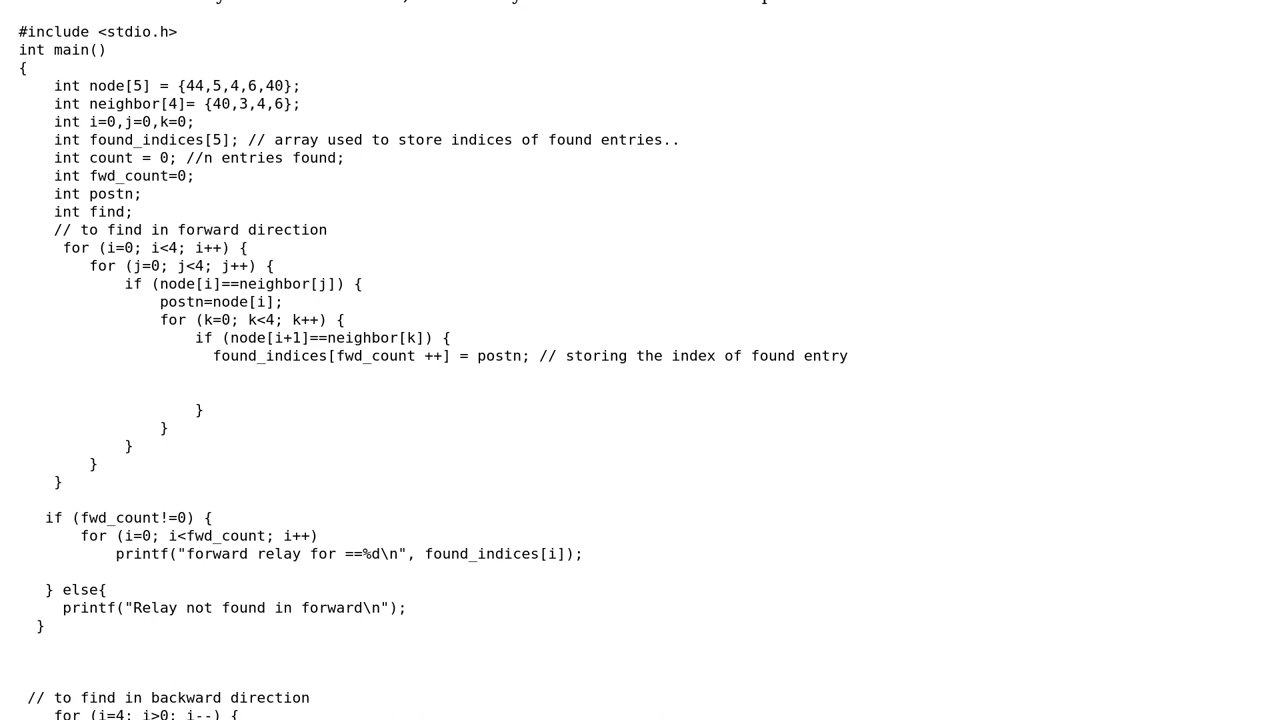 #include <stdio.h>
int main()
{
    int node[5] = {44,5,4,6,40};
    int neighbor[4]= {40,3,4,6};
    int i=0,j=0,k=0;
    int found_indices[5]; // array used to store indices of found entries..
    int count = 0; //n entries found;
    int fwd_count=0;
    int postn;
    int find;
    // to find in forward direction
     for (i=0; i<4; i++) {
        for (j=0; j<4; j++) {
            if (node[i]==neighbor[j]) {
                postn=node[i];
                for (k=0; k<4; k++) {
                    if (node[i+1]==neighbor[k]) {
                      found_indices[fwd_count ++] = postn; // storing the index of found entry
                    }
                }
            }
        }
    }
   if (fwd_count!=0) {
       for (i=0; i<fwd_count; i++)
           printf("forward relay for ==%d\n", found_indices[i]);
   } else{
     printf("Relay not found in forward\n");
  }
 // to find in backward direction
    for (i=4; i>0; i--) {